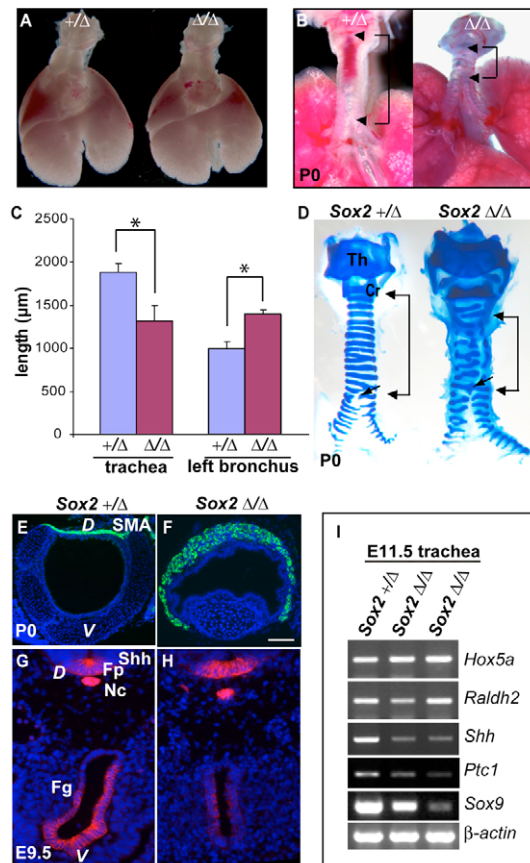 A
+/Δ
Δ/Δ
B
+/Δ
Δ/Δ
P0
C
2500
2000
1500
1000
500
0
length (μm)
*
*
+/Δ Δ/Δ +/Δ Δ/Δ
trachea left bronchus
D
Sox2 +/Δ Sox2 Δ/Δ
Th
Cr
P0
Sox2 +/Δ Sox2 Δ/Δ
E
D
SMA
P0
V
F
G
Shh
D
Fp
Nc
Fg
E9.5
V
H
I
E11.5 trachea
Sox2 +/Δ
Sox2 Δ/Δ
Sox2 Δ/Δ
Hox5a
Raldh2
Shh
Ptc1
Sox9
β-actin